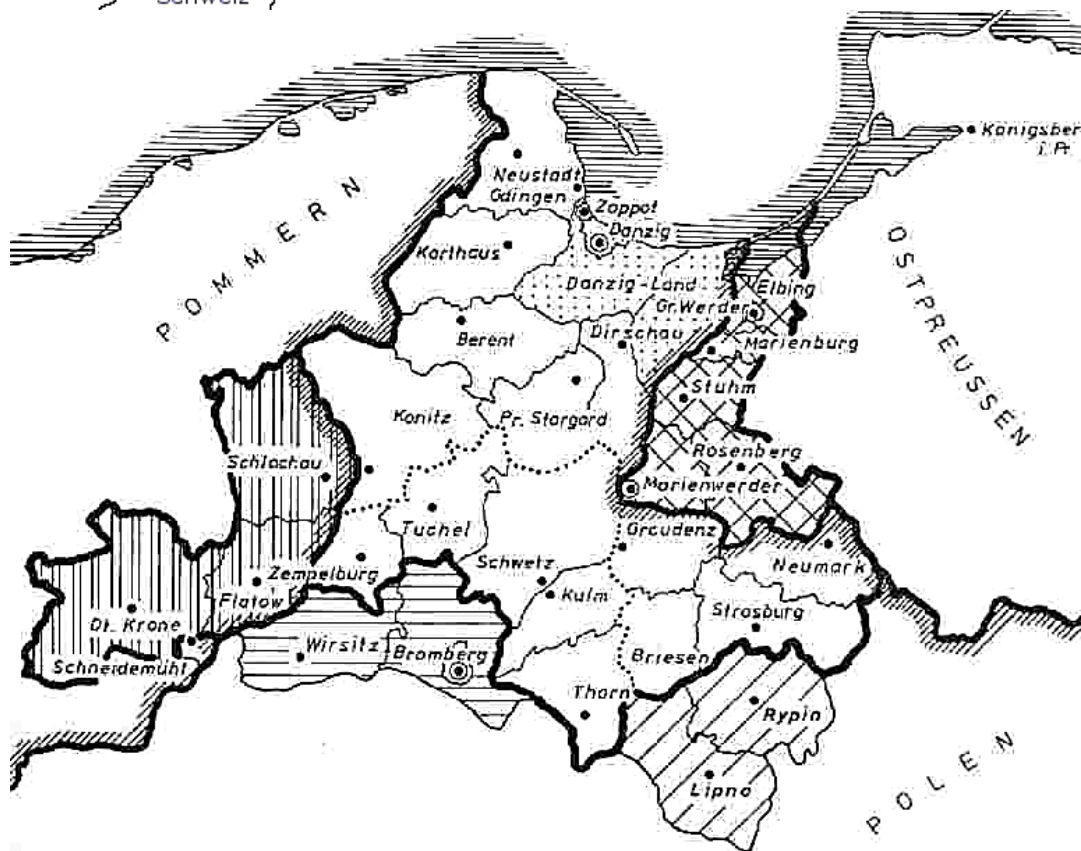 Schweiz
Königsber
i. Pr.
Neustadt
Gdingen
Zoppot
Danzig
Karthaus
POMMERN
OSTPREUSSEN
Danzig-Land
Elbing
Gr. Werder
Dirschau
Marienburg
Berent
Stuhm
Konitz
Pr. Stargard
Rosenberg
Schlochau
Marienwerder
Tuchel
Graudenz
Zempelburg
Schwetz
Neumark
Flatow
Kulm
Strasburg
Dt. Krone
Wirsitz
Bromberg
Briesen
Schneidemühl
Thorn
Rypin
Lipno
POLEN